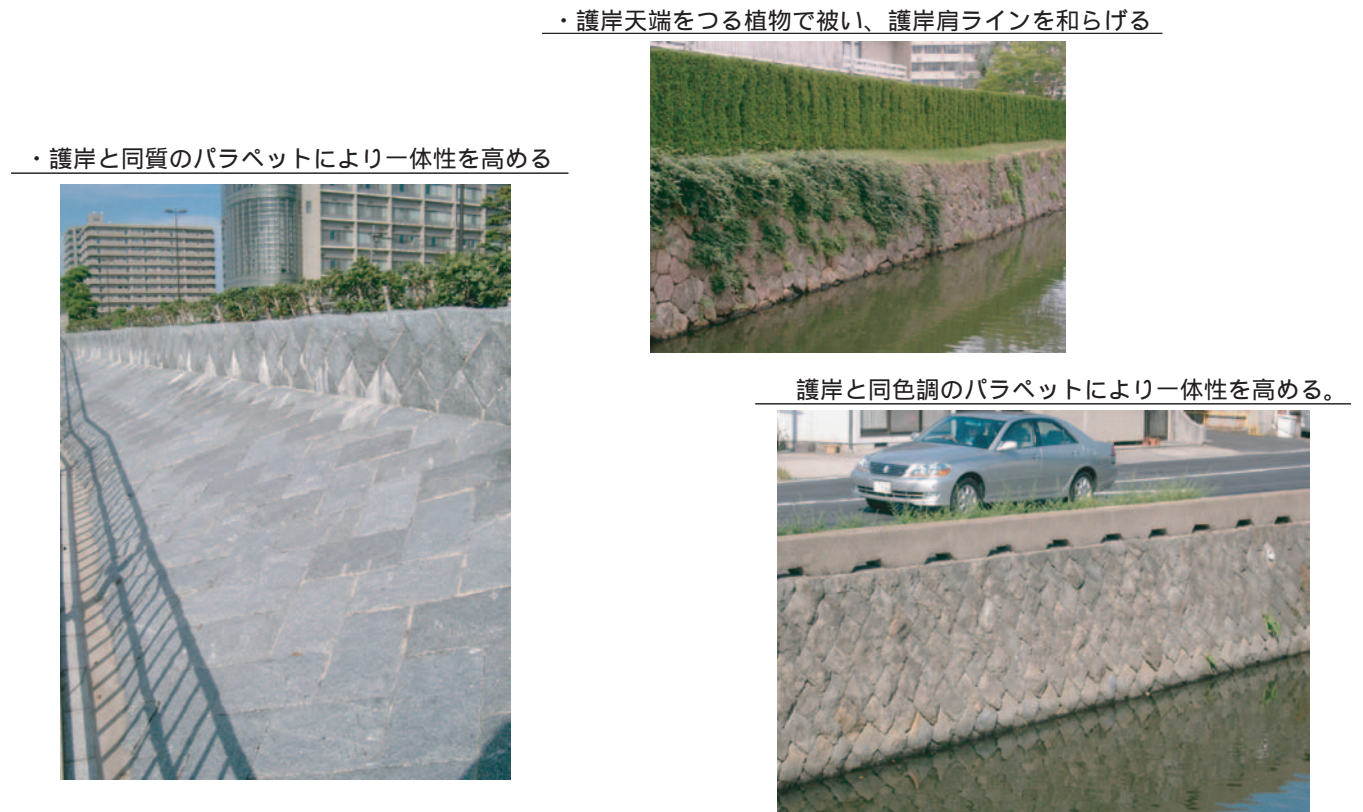 ・護岸天端をつる植物で被い、護岸肩ラインを和らげる
・護岸と同質のパラペットにより一体性を高める
護岸と同色調のパラペットにより一体性を高める。